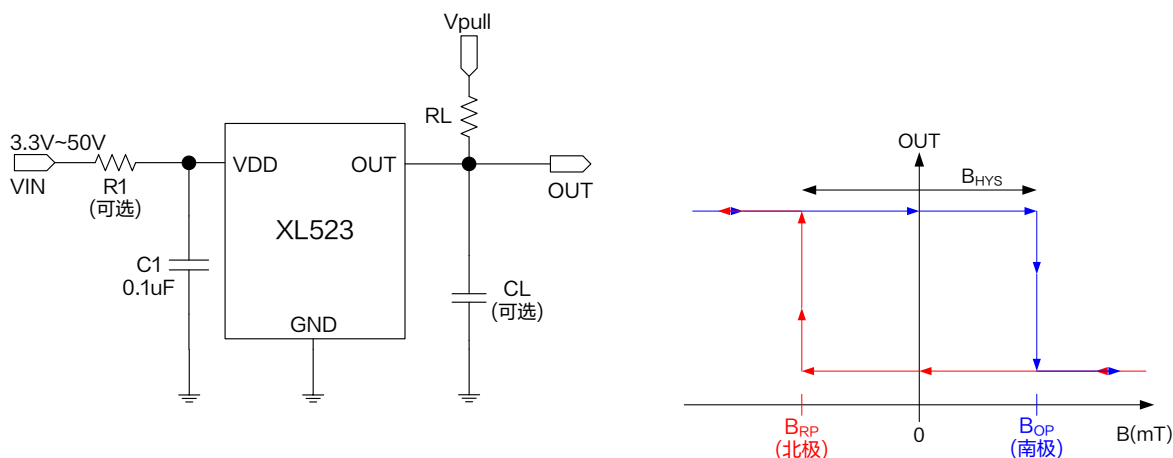 Vpull
RL
3.3V~50V
VIN
R1
(可选)
VDD
OUT
OUT
XL523
C1
0.1uF
GND
CL
(可选)
OUT
BHYS
BRP
(北极)
0
BOP
(南极)
B(mT)